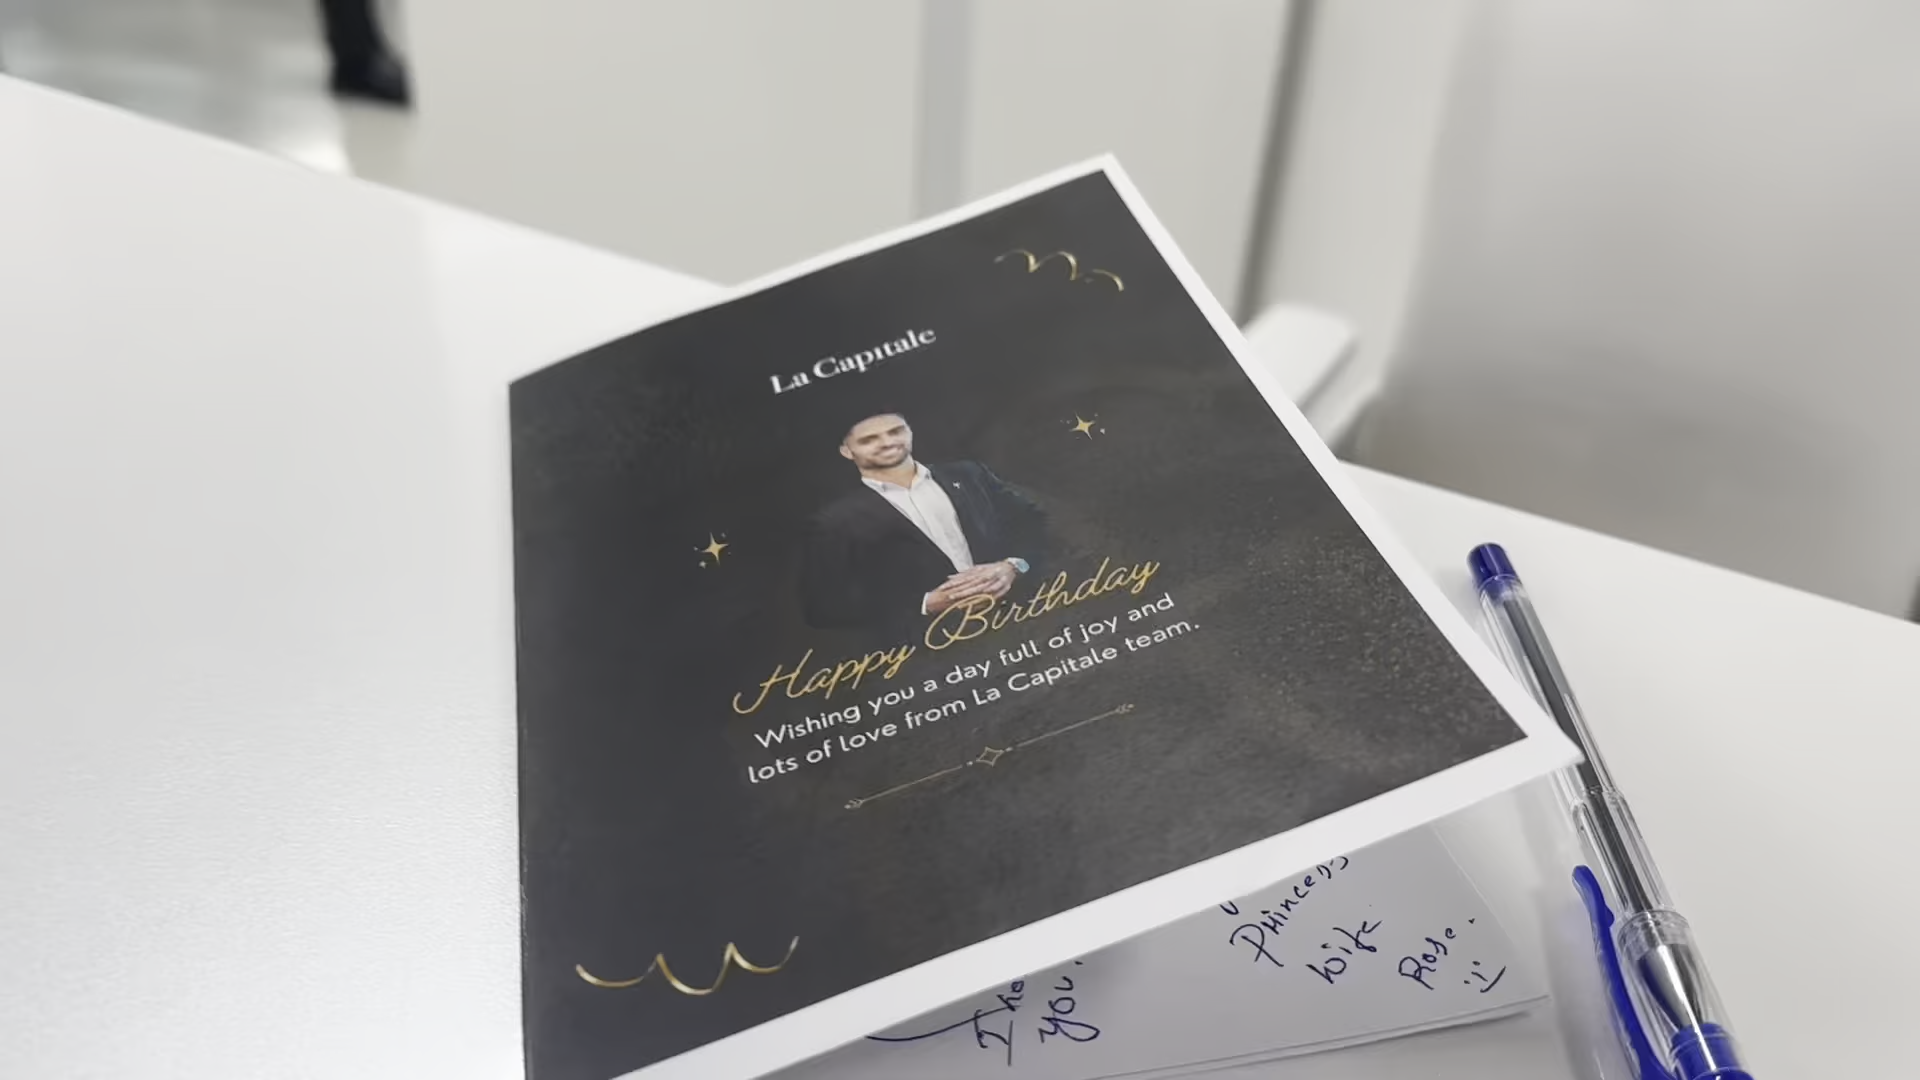 La Capitale
Happy Birthday
Wishing you a day full of joy and
lots of love from La Capitale team.
Princess
wife
Rose.
you.